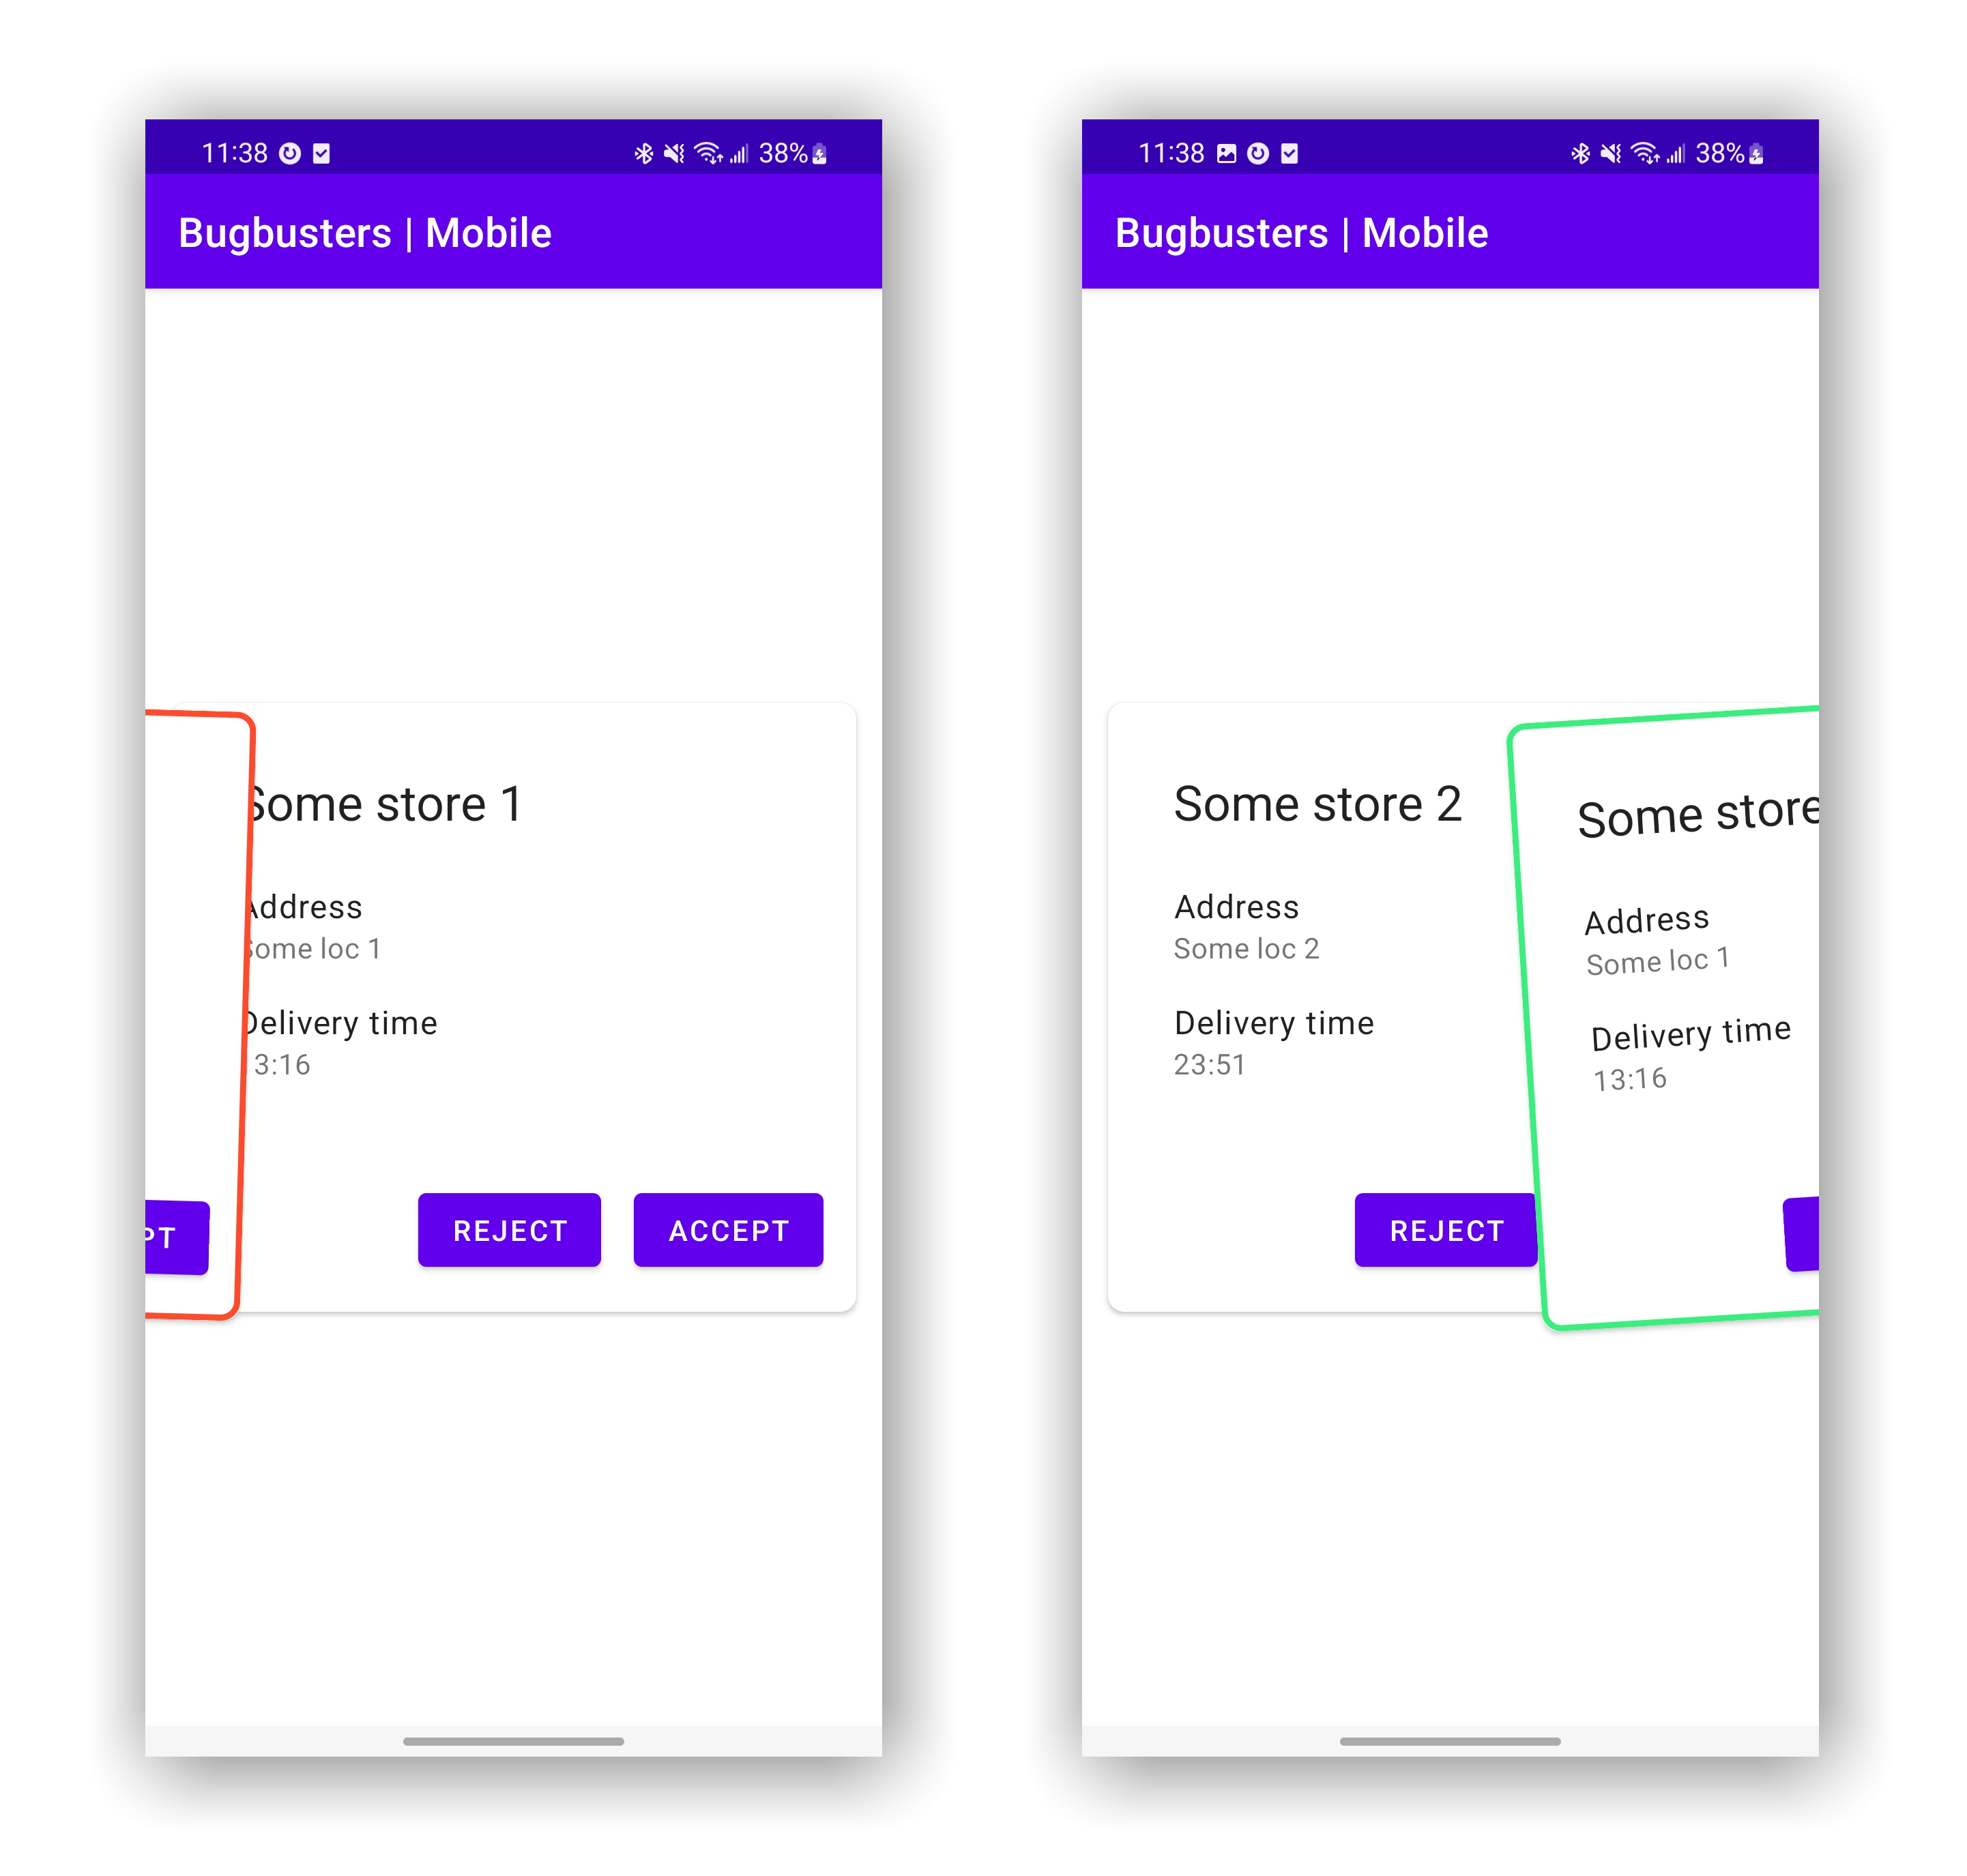 11:38
38%
Bugbusters | Mobile
Some store 1
Address
Some loc 1
Delivery time
3:16
PT
REJECT
ACCEPT
11:38
38%
Bugbusters | Mobile
Some store 2
Address
Some loc 2
Delivery time
23:51
REJECT
Some store
Address
Some loc 1
Delivery time
13:16